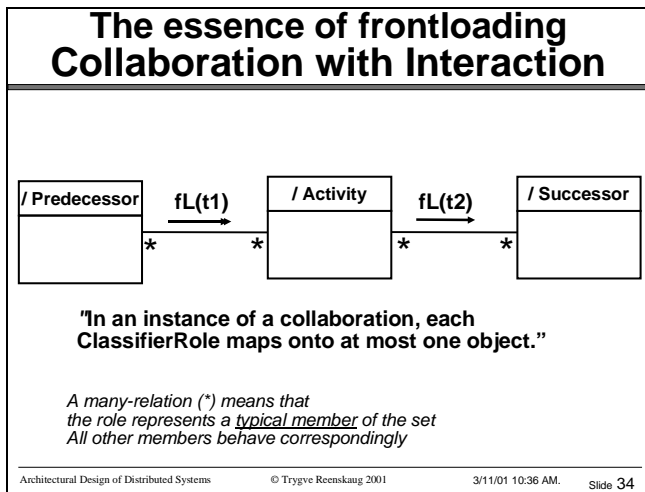 The essence of frontloading
Collaboration with Interaction
/ Predecessor
fL(t1)
/ Activity
fL(t2)
/ Successor
* * * *
"In an instance of a collaboration, each
ClassifierRole maps onto at most one object.”
A many-relation (*) means that
the role represents a typical member of the set
All other members behave correspondingly
Architectural Design of Distributed Systems © Trygve Reenskaug 2001 3/11/01 10:36 AM. Slide 34